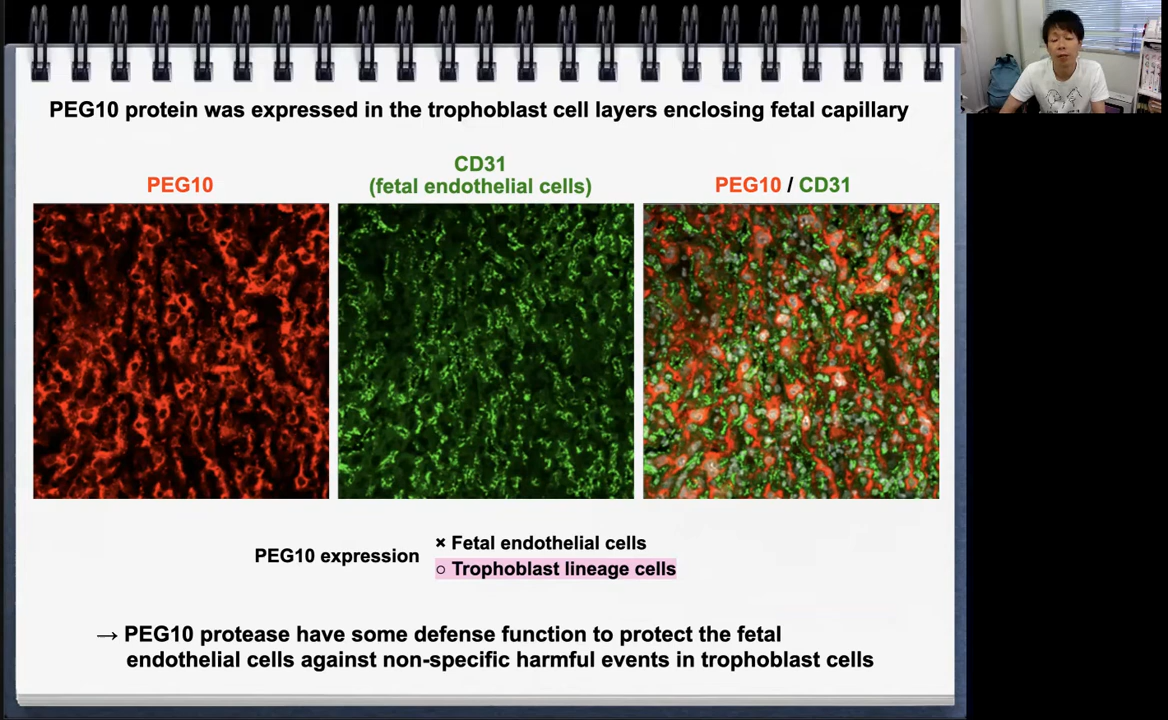 PEG10 protein was expressed in the trophoblast cell layers enclosing fetal capillary
PEG10
CD31
(fetal endothelial cells)
PEG10 / CD31
PEG10 expression
× Fetal endothelial cells
○ Trophoblast lineage cells
→ PEG10 protease have some defense function to protect the fetal
endothelial cells against non-specific harmful events in trophoblast cells